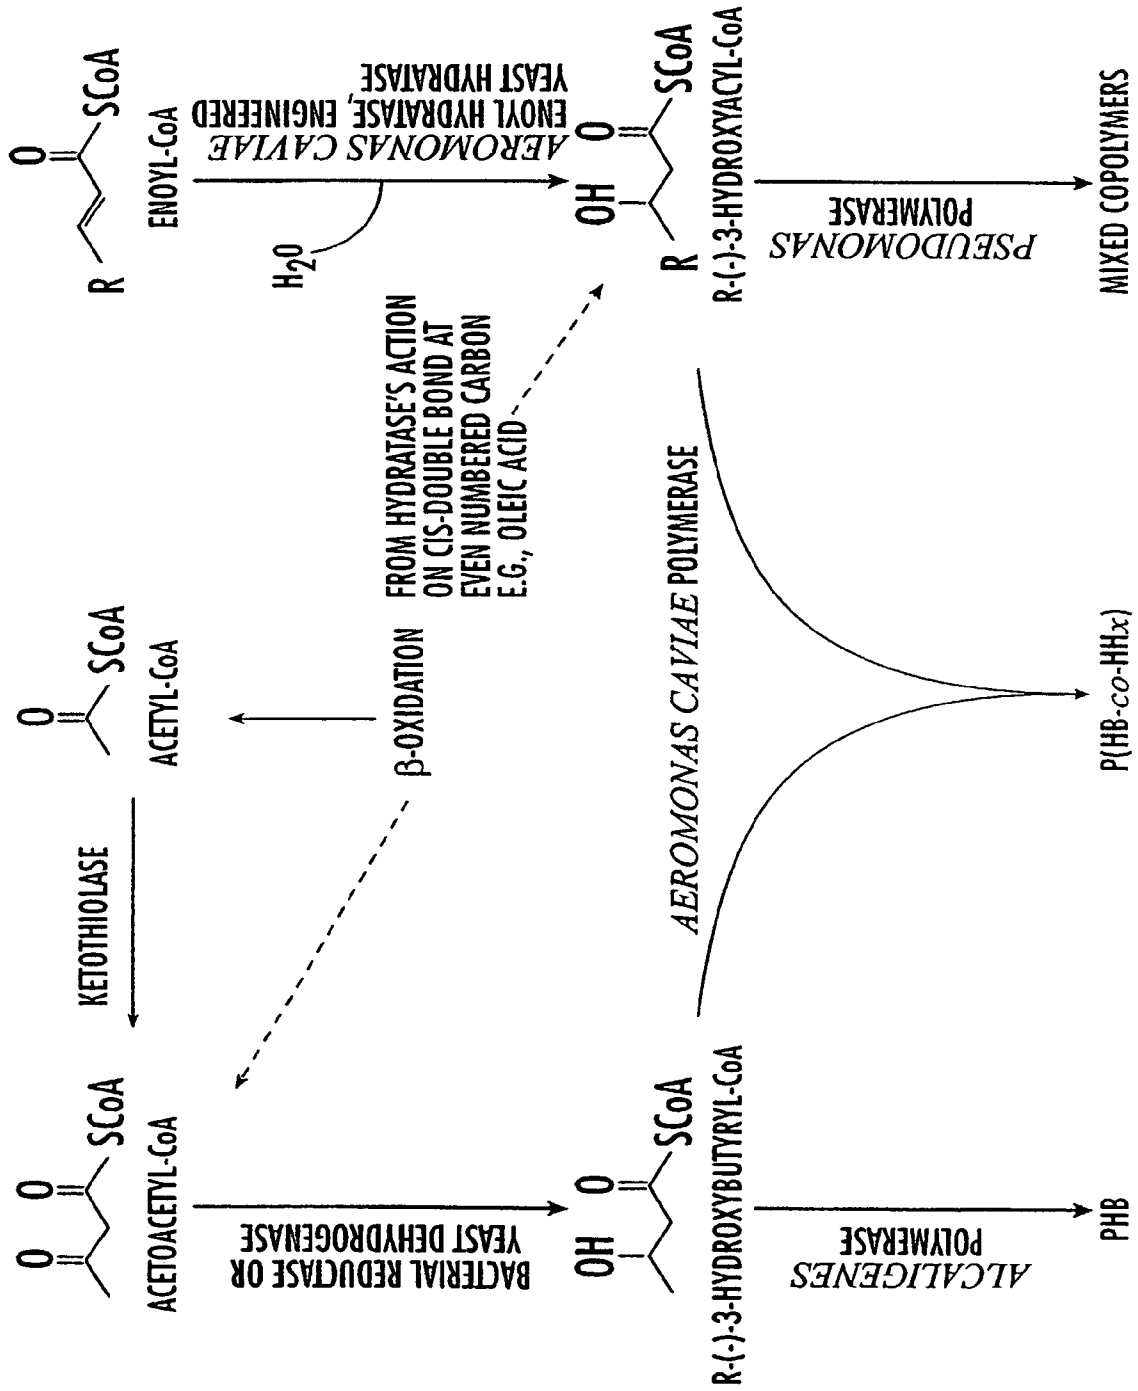 O
O
SCoA
ACETOACETYL-CoA
KETOTHIOLASE
O
SCoA
ACETYL-CoA
O
R
SCoA
ENOYL-CoA
BACTERIAL REDUCTASE OR
YEAST DEHYDROGENASE
β-OXIDATION
FROM HYDRATASE'S ACTION
ON CIS-DOUBLE BOND AT
EVEN NUMBERED CARBON
E.G., OLEIC ACID
H2O
AEROMONAS CAVIAE
ENOYL HYDRATASE, ENGINEERED
YEAST HYDRATASE
OH
O
SCoA
R-(-)-3-HYDROXYBUTYRYL-CoA
OH
O
R
SCoA
R-(-)-3-HYDROXYACYL-CoA
AEROMONAS CAVIAE POLYMERASE
ALCALIGENES
POLYMERASE
PSEUDOMONAS
POLYMERASE
PHB
P(HB-co-HHx)
MIXED COPOLYMERS